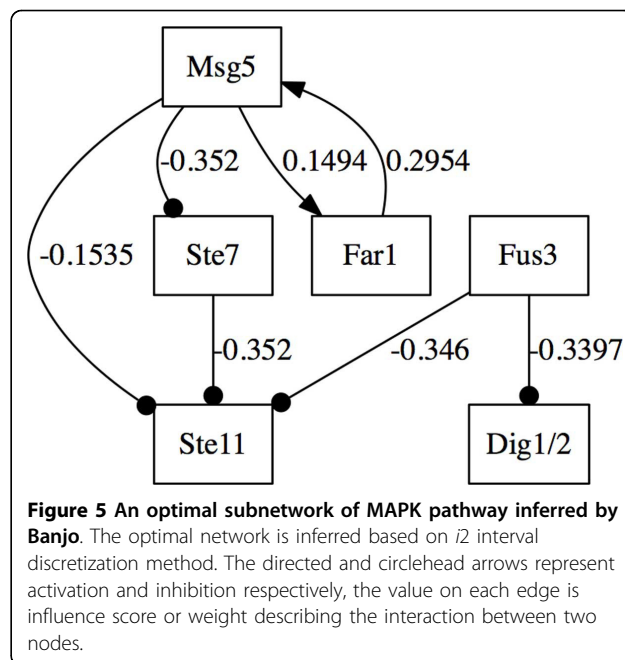 Msg5
-0.352
0.1494
0.2954
-0.1535
Ste7
Far1
Fus3
-0.352
-0.346
-0.3397
Ste11
Dig1/2
Figure 5 An optimal subnetwork of MAPK pathway inferred by
Banjo. The optimal network is inferred based on i2 interval
discretization method. The directed and circlehead arrows represent
activation and inhibition respectively, the value on each edge is
influence score or weight describing the interaction between two
nodes.